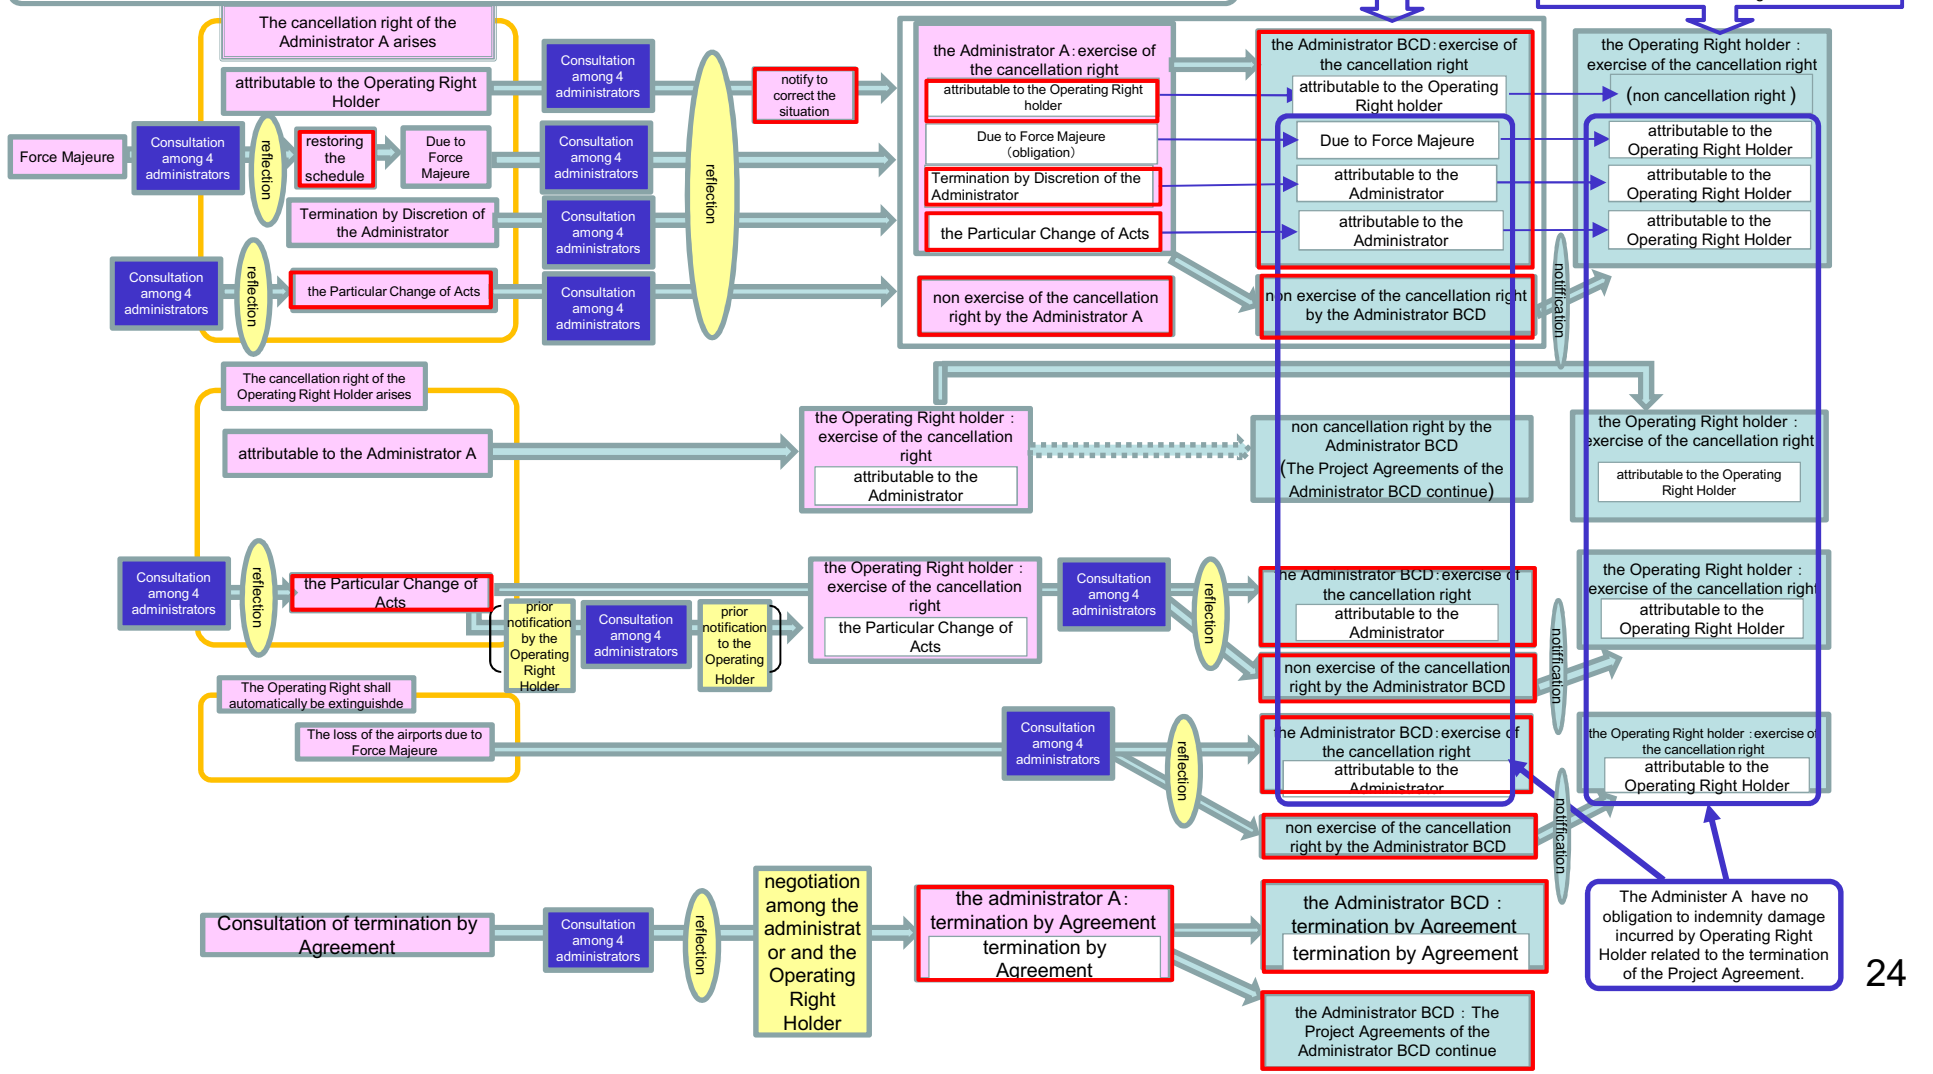 The cancellation right of the
Administrator A arises
attributable to the Operating Right
Holder
Consultation
among 4
administrators
notify to
correct the
situation
Force Majeure
Consultation
among 4
administrators
reflection
restoring
the
schedule
Due to
Force
Majeure
Consultation
among 4
administrators
reflection
Termination by Discretion of
the Administrator
Consultation
among 4
administrators
Consultation
among 4
administrators
reflection
the Particular Change of Acts
Consultation
among 4
administrators
the Administrator A：exercise of
the cancellation right
attributable to the Operating Right
holder
Due to Force Majeure
（obligation）
Termination by Discretion of the
Administrator
the Particular Change of Acts
non exercise of the cancellation
right by the Administrator A
the Administrator BCD：exercise of
the cancellation right
attributable to the Operating
Right holder
Due to Force Majeure
attributable to the
Administrator
attributable to the
Administrator
non exercise of the cancellation right
by the Administrator BCD
notiffication
the Operating Right holder：
exercise of the cancellation right
（non cancellation right ）
attributable to the
Operating Right Holder
attributable to the
Operating Right Holder
attributable to the
Operating Right Holder
The cancellation right of the
Operating Right Holder arises
attributable to the Administrator A
the Operating Right holder：
exercise of the cancellation
right
attributable to the
Administrator
non cancellation right by the
Administrator BCD
（The Project Agreements of the
Administrator BCD continue）
the Operating Right holder：
exercise of the cancellation right
attributable to the Operating
Right Holder
Consultation
among 4
administrators
reflection
the Particular Change of
Acts
prior
notification
by the
Operating
Right
Holder
Consultation
among 4
administrators
prior
notification
to the
Operating
Holder
the Operating Right holder：
exercise of the cancellation
right
the Particular Change of
Acts
Consultation
among 4
administrators
reflection
the Administrator BCD：exercise of
the cancellation right
attributable to the
Administrator
non exercise of the cancellation
right by the Administrator BCD
notiffication
the Operating Right holder：
exercise of the cancellation right
attributable to the
Operating Right Holder
The Operating Right shall
automatically be extinguishde
The loss of the airports due to
Force Majeure
Consultation
among 4
administrators
reflection
the Administrator BCD：exercise of
the cancellation right
attributable to the
Administrator
non exercise of the cancellation
right by the Administrator BCD
notiffication
the Operating Right holder：exercise of
the cancellation right
attributable to the
Operating Right Holder
Consultation of termination by
Agreement
Consultation
among 4
administrators
reflection
negotiation
among the
administrat
or and the
Operating
Right
Holder
the administrator A：
termination by Agreement
termination by
Agreement
the Administrator BCD：
termination by Agreement
termination by Agreement
the Administrator BCD：The
Project Agreements of the
Administrator BCD continue
The Administer A have no
obligation to indemnity damage
incurred by Operating Right
Holder related to the termination
of the Project Agreement.
24